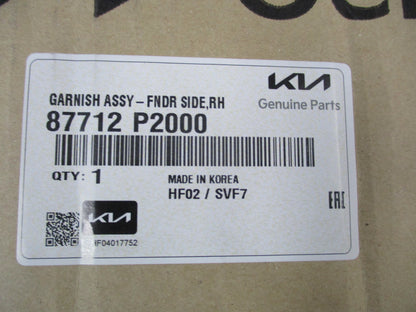 KIA
Genuine Parts
GARNISH ASSY-FNDR SIDE,RH
87712 P2000
QTY: 1
MADE IN KOREA
HF02 / SVF7
EAC
KIA
HF04017752